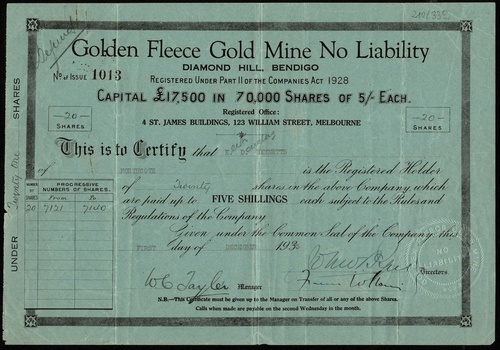 Golden Fleece Gold Mine No Liability
DIAMOND HILL, BENDIGO
No. of ISSUE 1013
REGISTERED UNDER PART II OF THE COMPANIES ACT 1928
CAPITAL £17,500 IN 70,000 SHARES OF 5/- EACH.
Registered Office:
4 ST. JAMES BUILDINGS, 123 WILLIAM STREET, MELBOURNE
—20—
SHARES
—20—
SHARES
UNDER SHARES
This is to Certify that
of is the Registered Holder
of Twenty shares in the above Company which
are paid up to FIVE SHILLINGS each subject to the Rules and
Regulations of the Company.
Given under the Common Seal of the Company this
FIRST day of 193
NUMBER OF SHARES
PROGRESSIVE NUMBERS OF SHARES.
From To
20 7121 7140
W C Tayler Manager
Directors
N.B.—This Certificate must be given up to the Manager on Transfer of all or any of the above Shares.
Calls when made are payable on the second Wednesday in the month.